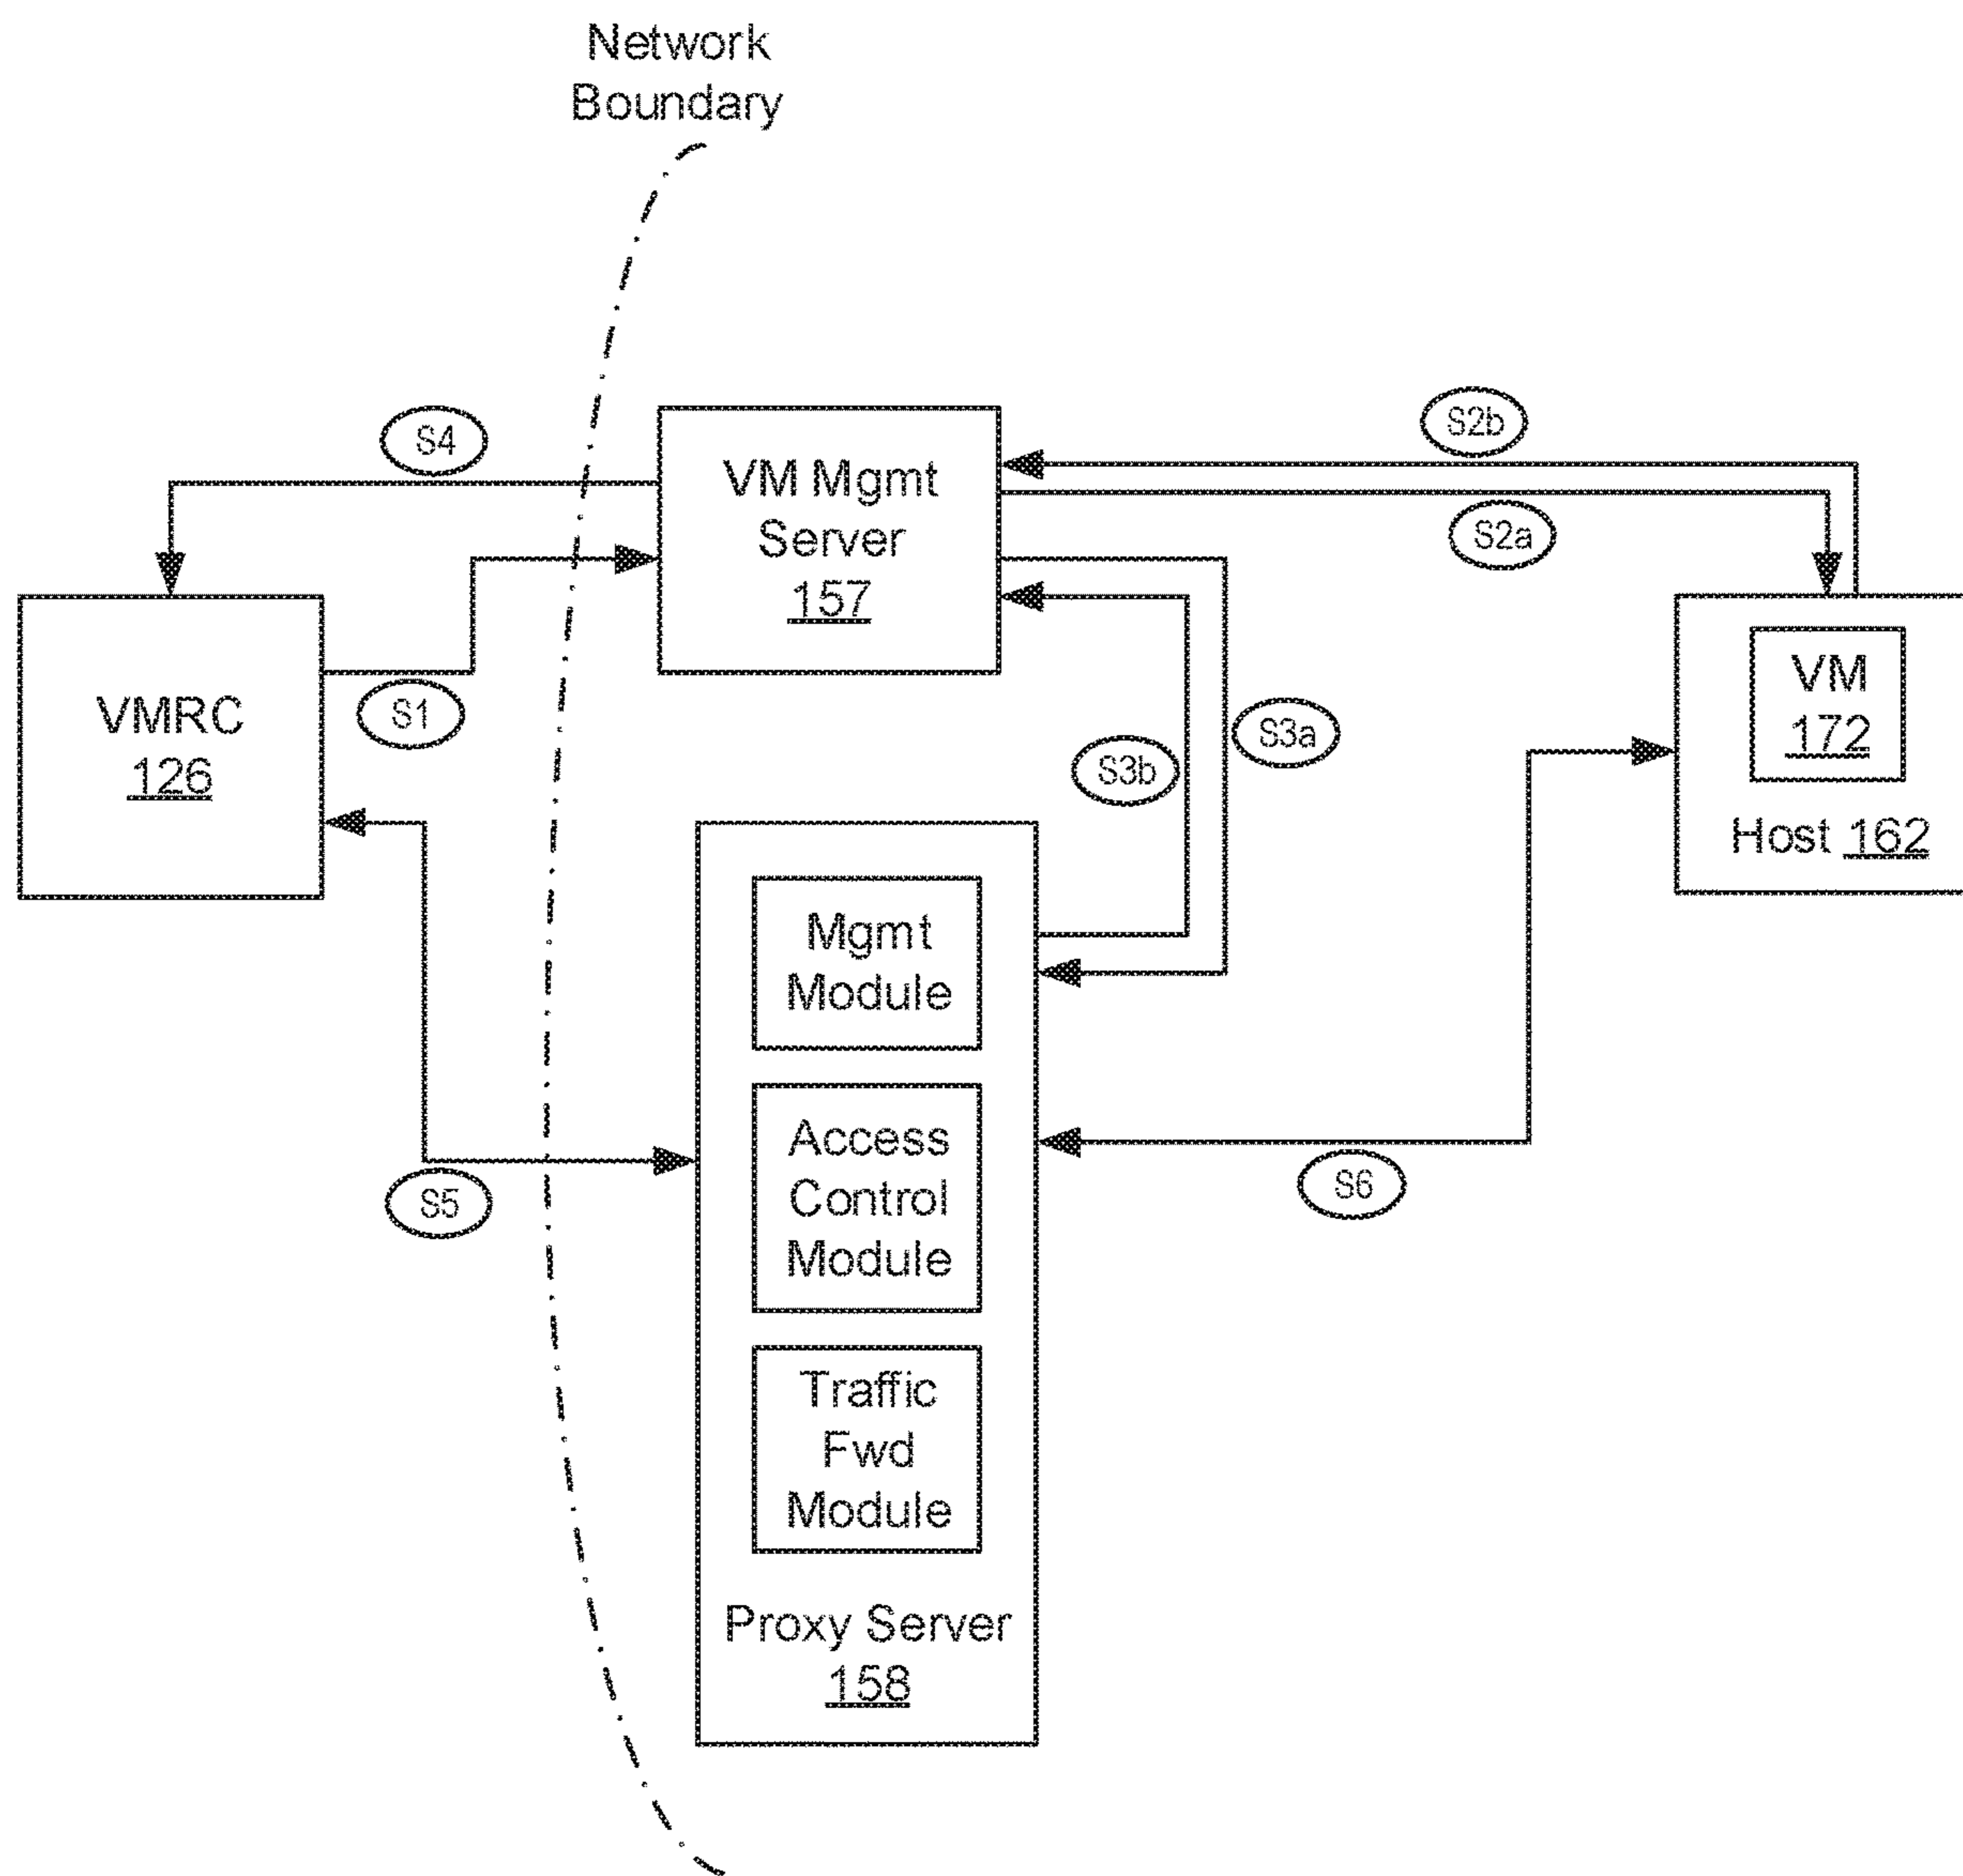 Network
Boundary
S4
S2b
VM Mgmt
Server
157
S2a
VMRC
126
S1
S3b
S3a
VM
172
Host 162
Mgmt
Module
Access
Control
Module
S5
S6
Traffic
Fwd
Module
Proxy Server
158